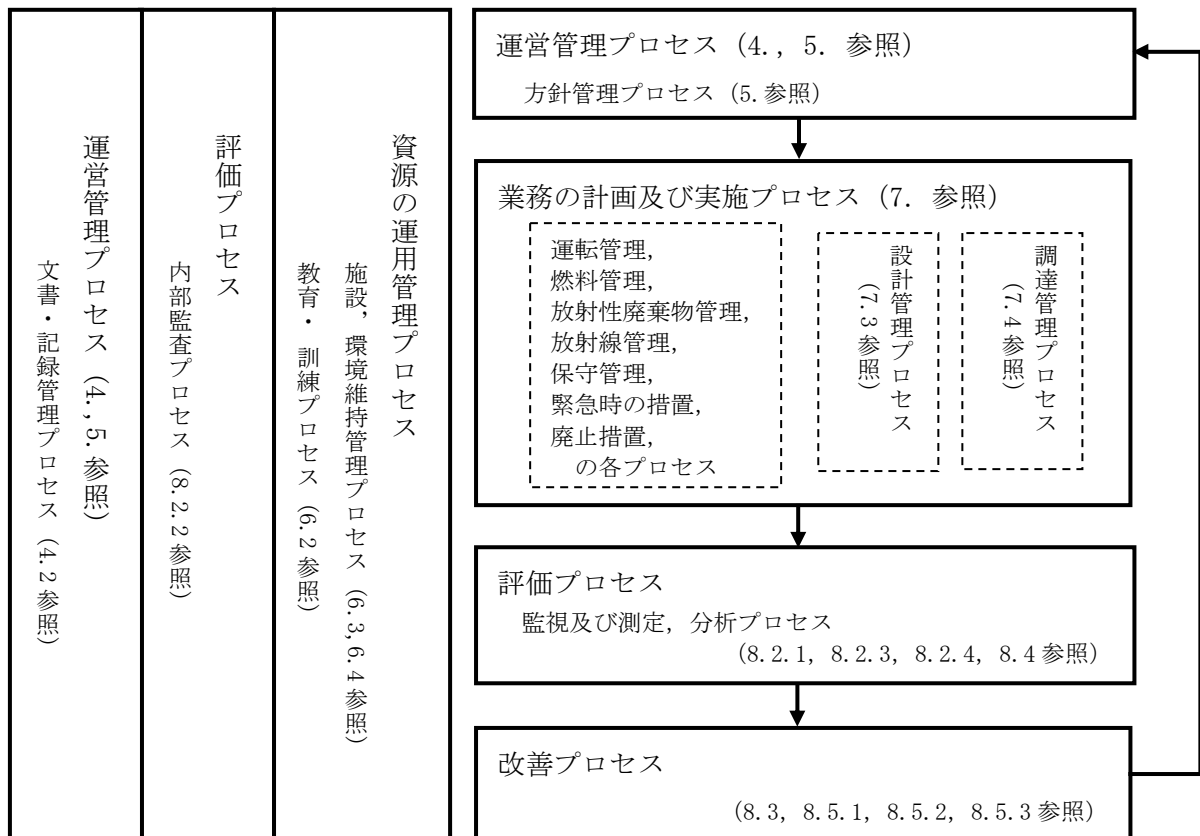 運営管理プロセス (4.,5.参照)
文書・記録管理プロセス (4.2参照)
評価プロセス
内部監査プロセス (8.2.2参照)
資源の運用管理プロセス
施設，環境維持管理プロセス (6.3,6.4参照)
教育・訓練プロセス (6.2参照)
運営管理プロセス (4., 5. 参照)
方針管理プロセス (5.参照)
業務の計画及び実施プロセス (7. 参照)
運転管理，
燃料管理，
放射性廃棄物管理，
放射線管理，
保守管理，
緊急時の措置，
廃止措置，
の各プロセス
設計管理プロセス
(7.3参照)
調達管理プロセス
(7.4参照)
評価プロセス
監視及び測定，分析プロセス
(8.2.1, 8.2.3, 8.2.4, 8.4参照)
改善プロセス
(8.3, 8.5.1, 8.5.2, 8.5.3参照)